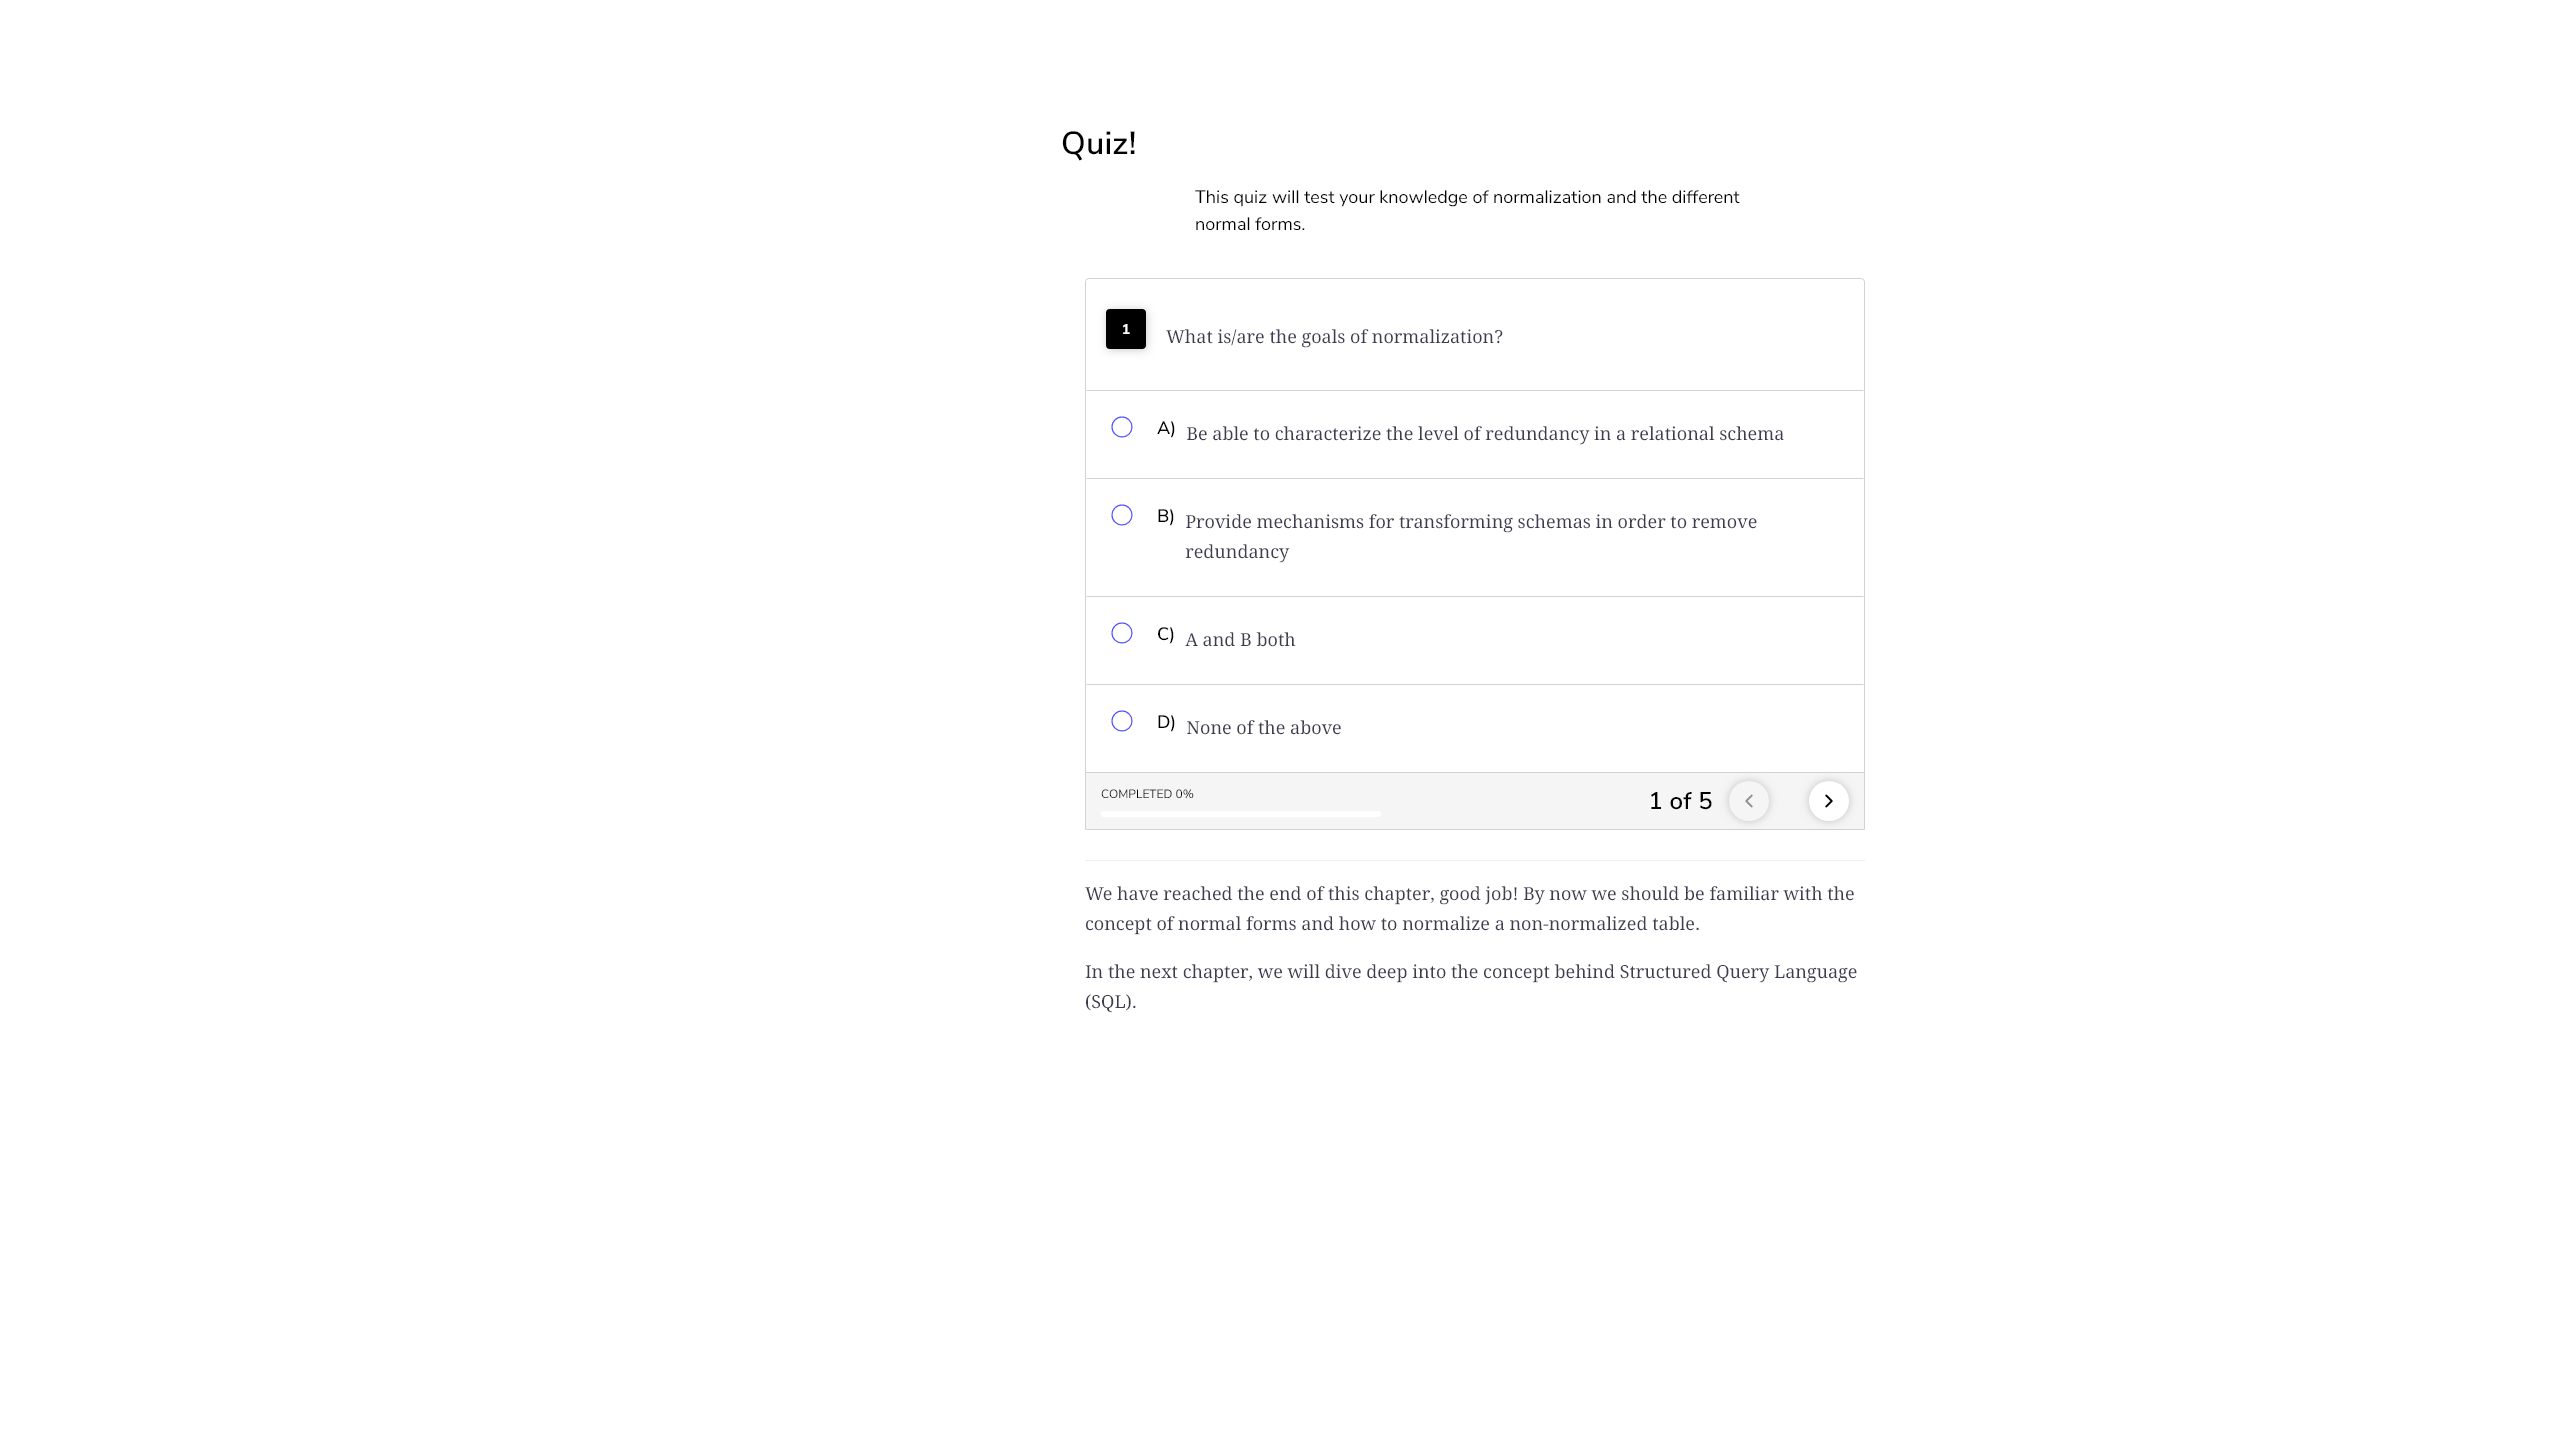 Quiz!
This quiz will test your knowledge of normalization and the different
normal forms.
1
What is/are the goals of normalization?
A) Be able to characterize the level of redundancy in a relational schema
B) Provide mechanisms for transforming schemas in order to remove
redundancy
C) A and B both
D) None of the above
COMPLETED 0%
1 of 5
We have reached the end of this chapter, good job! By now we should be familiar with the
concept of normal forms and how to normalize a non-normalized table.
In the next chapter, we will dive deep into the concept behind Structured Query Language
(SQL).